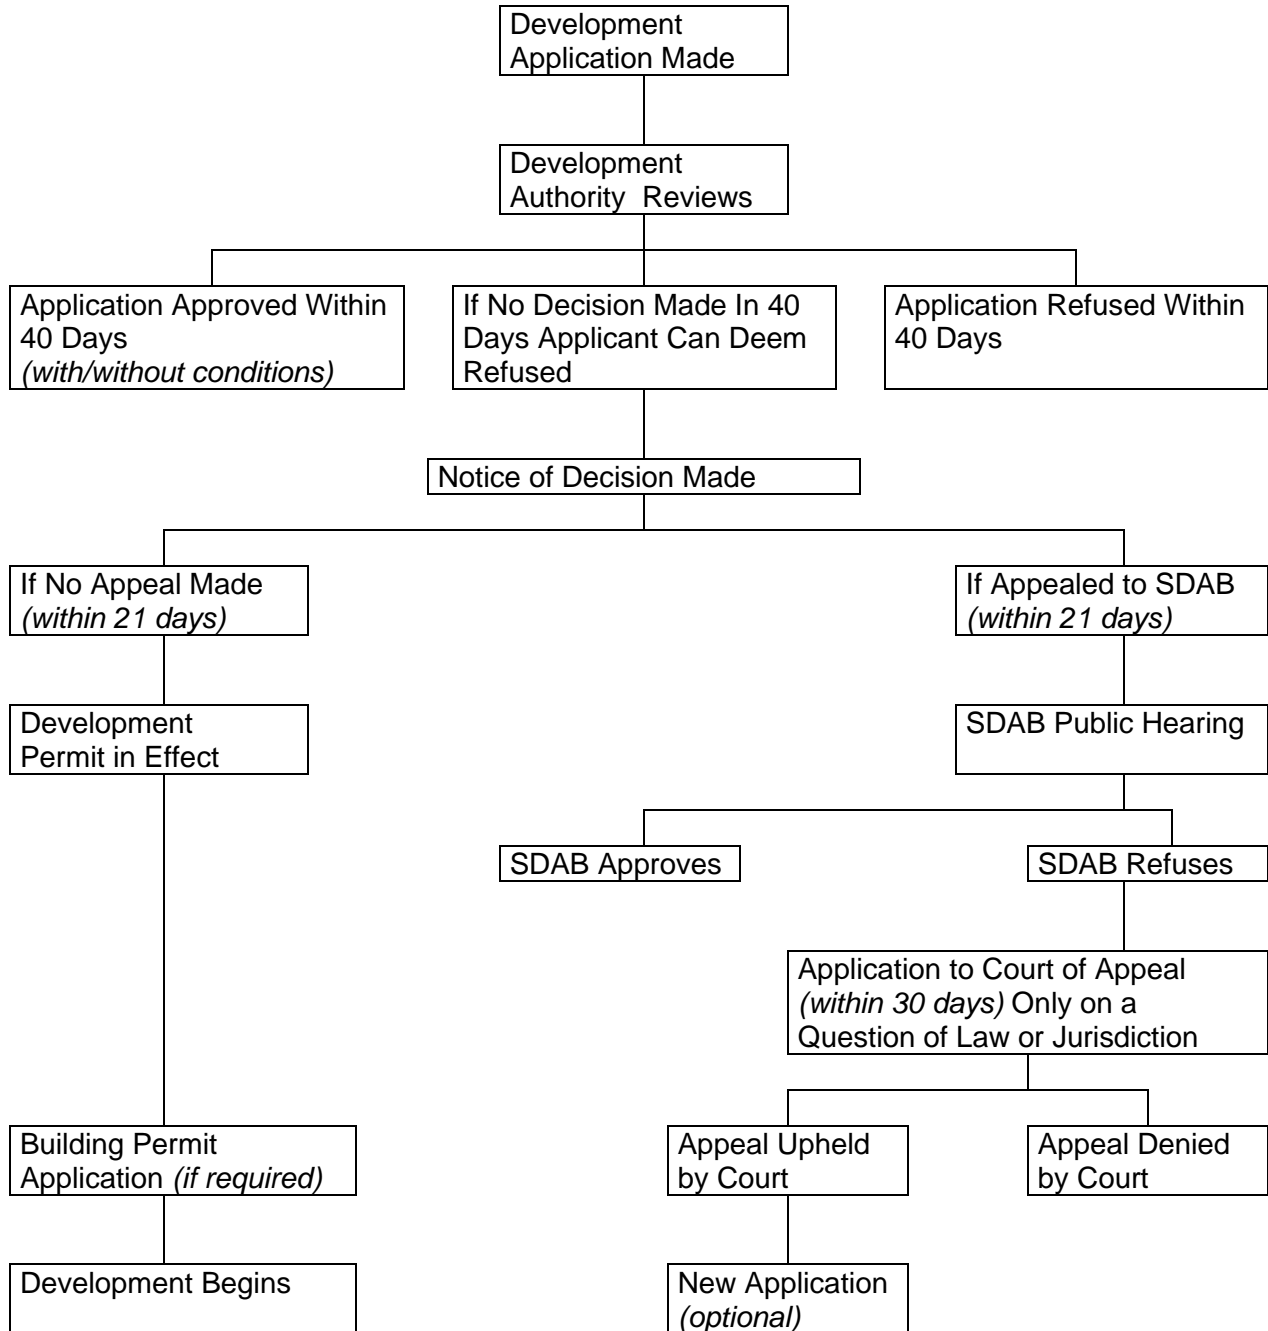 Development
Application Made
Development
Authority Reviews
Application Approved Within
40 Days
(with/without conditions)
If No Decision Made In 40
Days Applicant Can Deem
Refused
Application Refused Within
40 Days
Notice of Decision Made
If No Appeal Made
(within 21 days)
If Appealed to SDAB
(within 21 days)
Development
Permit in Effect
SDAB Public Hearing
SDAB Approves
SDAB Refuses
Application to Court of Appeal
(within 30 days) Only on a
Question of Law or Jurisdiction
Building Permit
Application (if required)
Appeal Upheld
by Court
Appeal Denied
by Court
Development Begins
New Application
(optional)